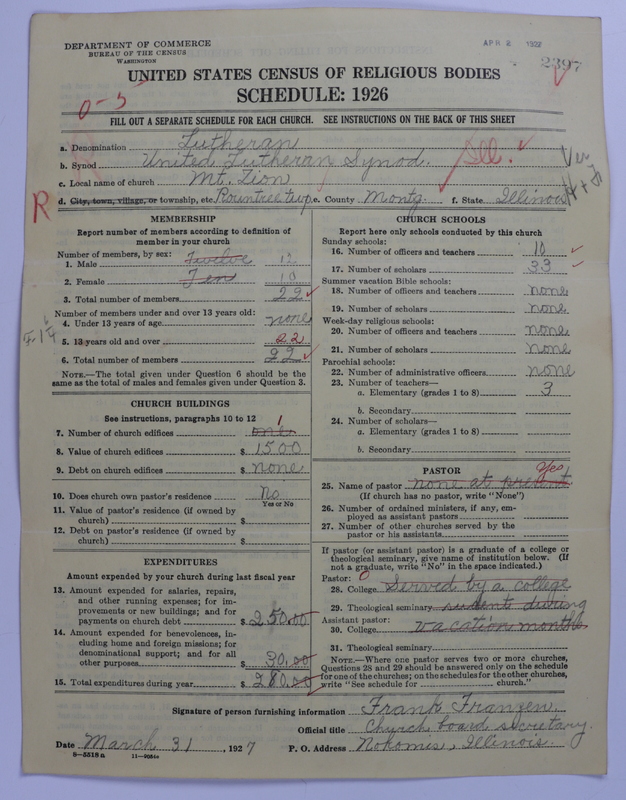 DEPARTMENT OF COMMERCE
BUREAU OF THE CENSUS
WASHINGTON
APR 2 1927
2397
UNITED STATES CENSUS OF RELIGIOUS BODIES
SCHEDULE: 1926
0-5
FILL OUT A SEPARATE SCHEDULE FOR EACH CHURCH. SEE INSTRUCTIONS ON THE BACK OF THIS SHEET
a. Denomination Lutheran
b. Synod United Lutheran Synod. Ill.
c. Local name of church Mt. Zion
R
d. City, town, village, or township, etc. Rountree twp. e. County Montg. f. State Illinois
MEMBERSHIP
Report number of members according to definition of
member in your church
Number of members, by sex:
1. Male Twelve 12
2. Female Ten 10
3. Total number of members 22
Number of members under and over 13 years old:
4. Under 13 years of age none
5. 13 years old and over 22
6. Total number of members 22
NOTE.—The total given under Question 6 should be the
same as the total of males and females given under Question 3.
CHURCH BUILDINGS
See instructions, paragraphs 10 to 12
7. Number of church edifices one 1
8. Value of church edifices $ 1500
9. Debt on church edifices $ none
10. Does church own pastor's residence No
Yes or No
11. Value of pastor's residence (if owned by
church) $
12. Debt on pastor's residence (if owned by
church) $
EXPENDITURES
Amount expended by your church during last fiscal year
13. Amount expended for salaries, repairs,
and other running expenses; for im-
provements or new buildings; and for
payments on church debt $ 250.00
14. Amount expended for benevolences, in-
cluding home and foreign missions; for
denominational support; and for all
other purposes $ 30.00
15. Total expenditures during year $ 280.00
CHURCH SCHOOLS
Report here only schools conducted by this church
Sunday schools:
16. Number of officers and teachers 10
17. Number of scholars 33
Summer vacation Bible schools:
18. Number of officers and teachers none
19. Number of scholars none
Week-day religious schools:
20. Number of officers and teachers none
21. Number of scholars none
Parochial schools:
22. Number of administrative officers none
23. Number of teachers—
a. Elementary (grades 1 to 8) 3
b. Secondary
24. Number of scholars—
a. Elementary (grades 1 to 8)
b. Secondary
PASTOR
Yes
25. Name of pastor none at present
(If church has no pastor, write "None")
26. Number of ordained ministers, if any, em-
ployed as assistant pastors
27. Number of other churches served by the
pastor or his assistants
If pastor (or assistant pastor) is a graduate of a college or
theological seminary, give name of institution below. (If
not a graduate, write "No" in the space indicated.)
Pastor: 0
28. College Served by a college
29. Theological seminary student during
Assistant pastor:
30. College vacation months
31. Theological seminary
NOTE.—Where one pastor serves two or more churches,
Questions 28 and 29 should be answered only on the schedule
for one of the churches; on the schedules for the other churches,
write "See schedule for church."
Signature of person furnishing information Frank Franzen
Official title Church board secretary.
Date March 31, 1927 P. O. Address Nokomis, Illinois.
8—5518 a 11—9084a